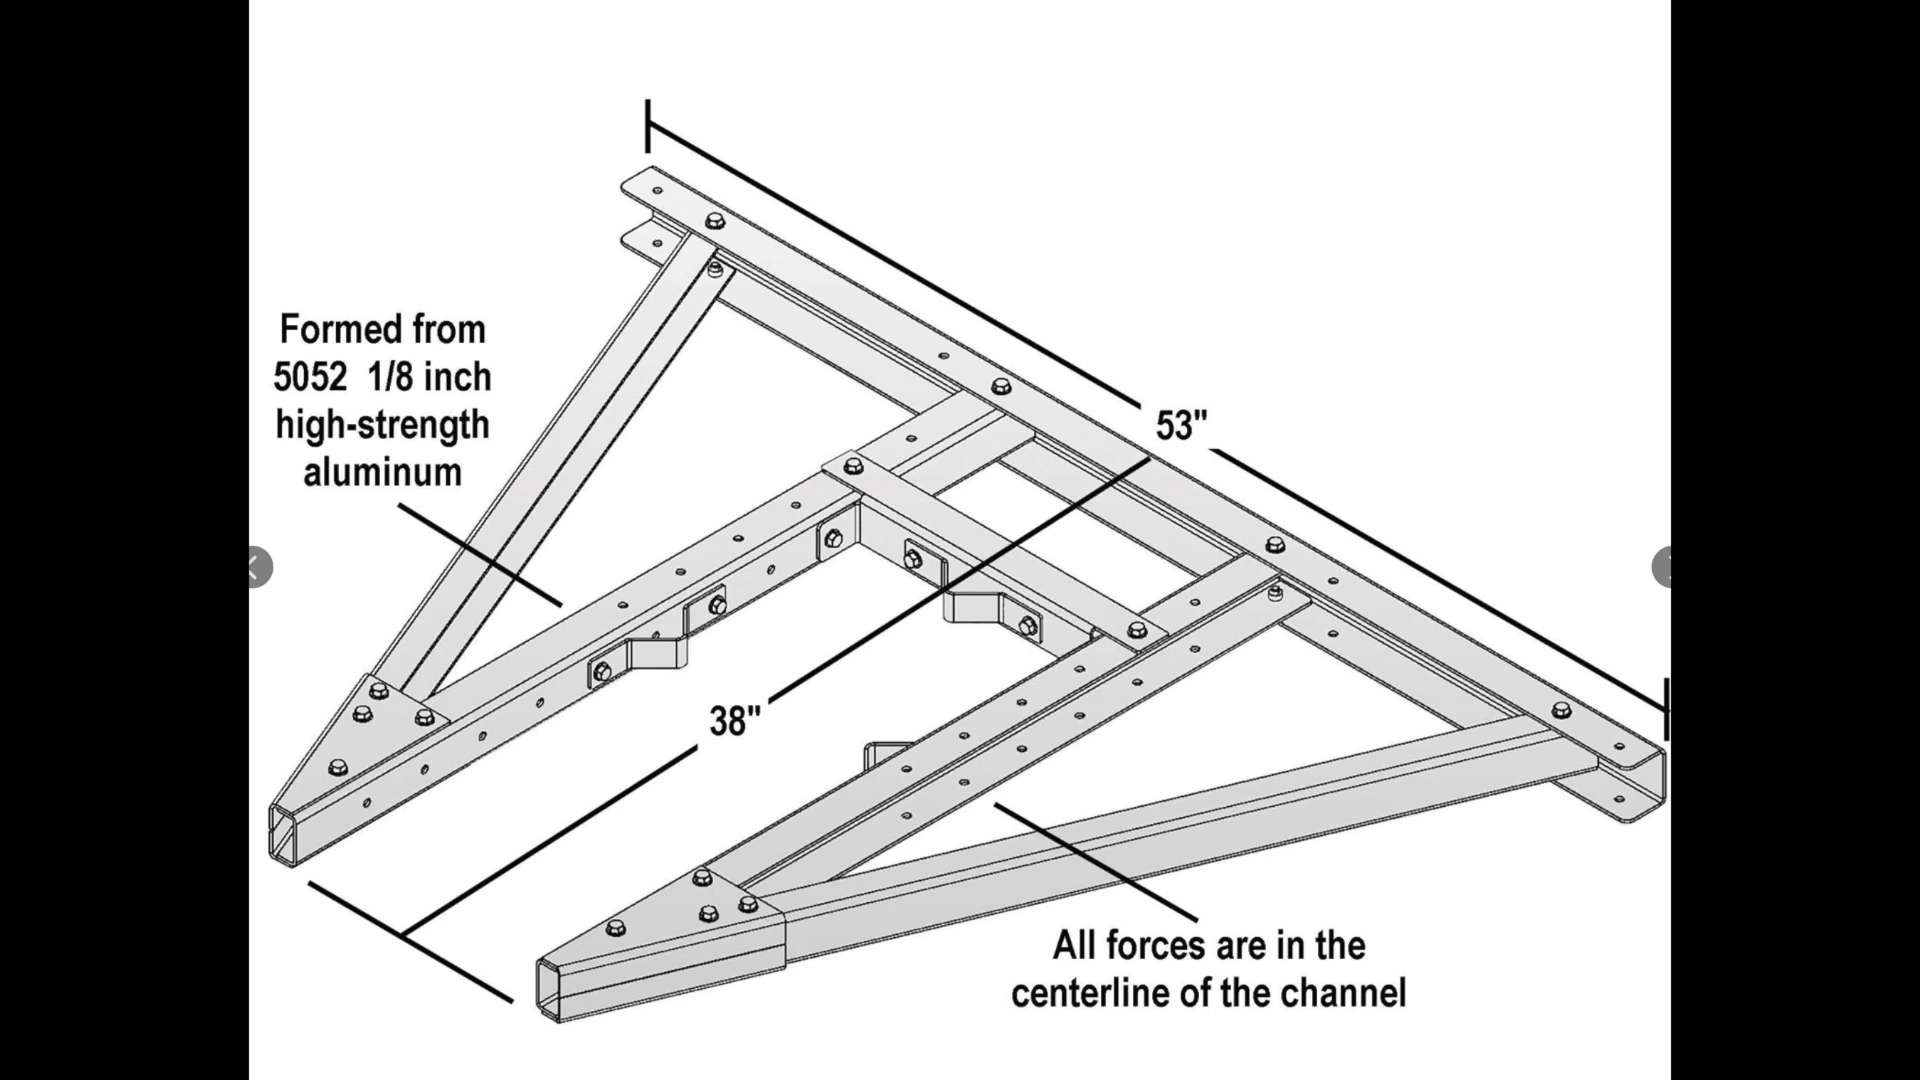 53"
Formed from
5052 1/8 inch
high-strength
aluminum
38"
All forces are in the
centerline of the channel